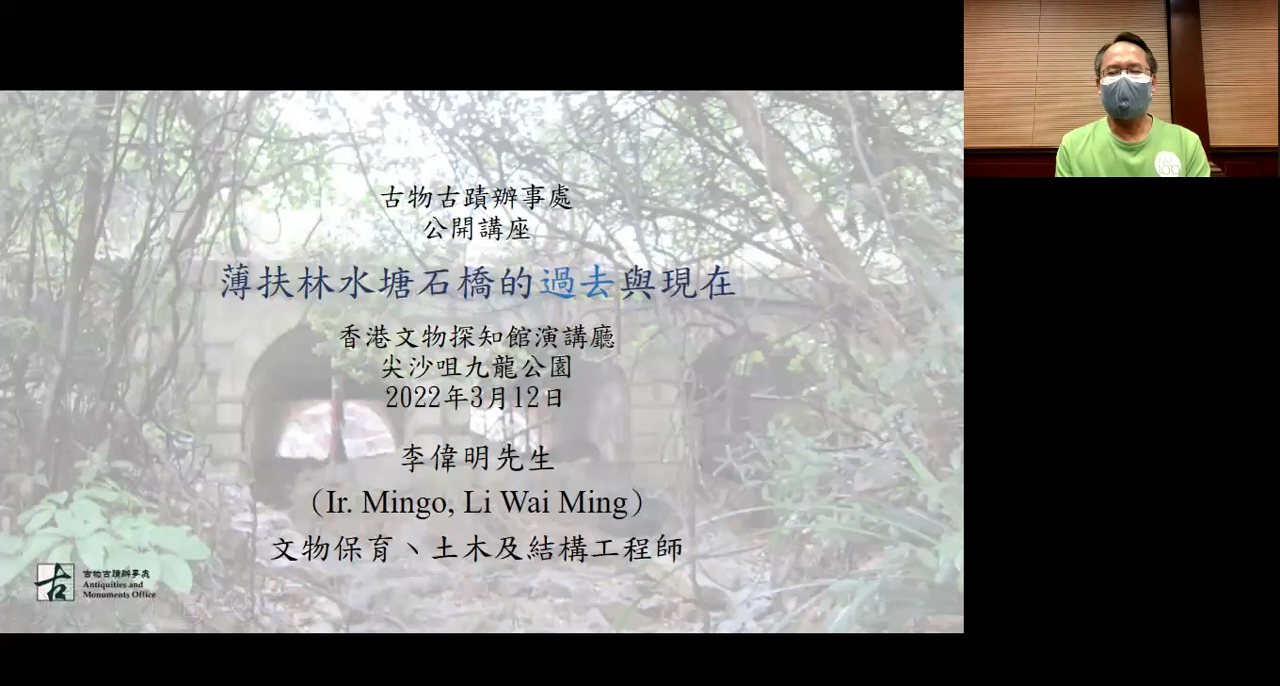 古物古蹟辦事處
公開講座
薄扶林水塘石橋的過去與現在
香港文物探知館演講廳
尖沙咀九龍公園
2022年3月12日
李偉明先生
（Ir. Mingo, Li Wai Ming）
文物保育、土木及結構工程師
古
古物古蹟辦事處
Antiquities and
Monuments Office
100